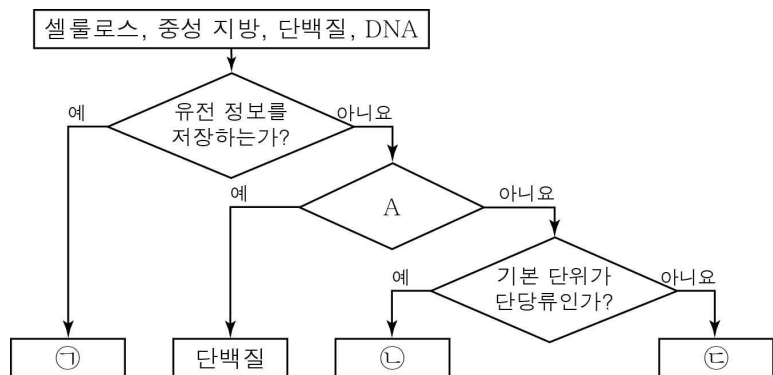 셀룰로스, 중성 지방, 단백질, DNA
예
유전 정보를
저장하는가?
아니요
예
A
아니요
예
기본 단위가
단당류인가?
아니요
㉠
단백질
㉡
㉢